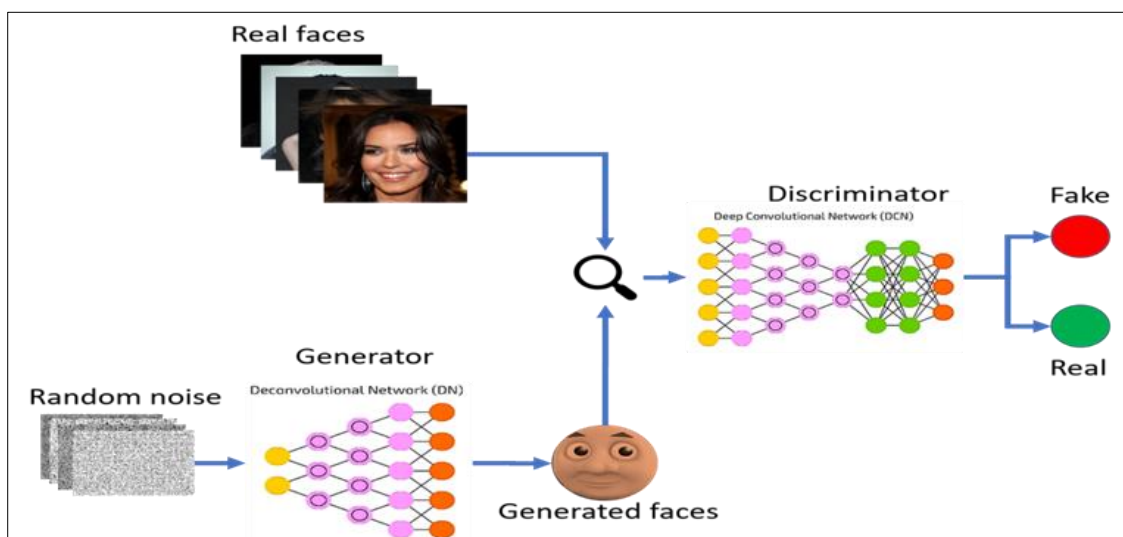 Real faces
Discriminator
Fake
Deep Convolutional Network (DCN)
Generator
Real
Deconvolutional Network (DN)
Random noise
Generated faces